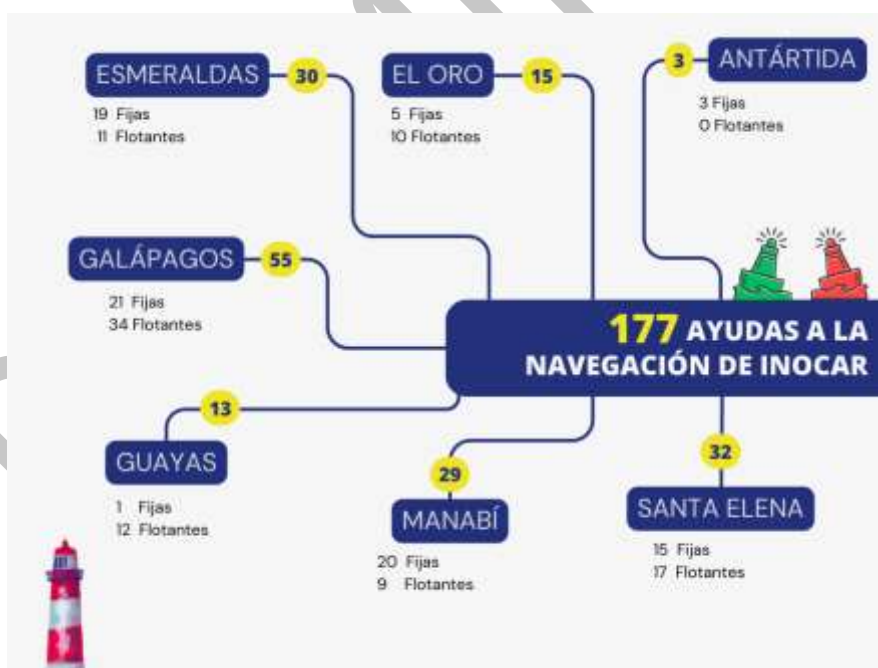 ESMERALDAS 30
19 Fijas
11 Flotantes
EL ORO 15
5 Fijas
10 Flotantes
3 ANTÁRTIDA
3 Fijas
0 Flotantes
GALÁPAGOS 55
21 Fijas
34 Flotantes
177 AYUDAS A LA
NAVEGACIÓN DE INOCAR
13
GUAYAS
1 Fijas
12 Flotantes
29
MANABÍ
20 Fijas
9 Flotantes
32
SANTA ELENA
15 Fijas
17 Flotantes